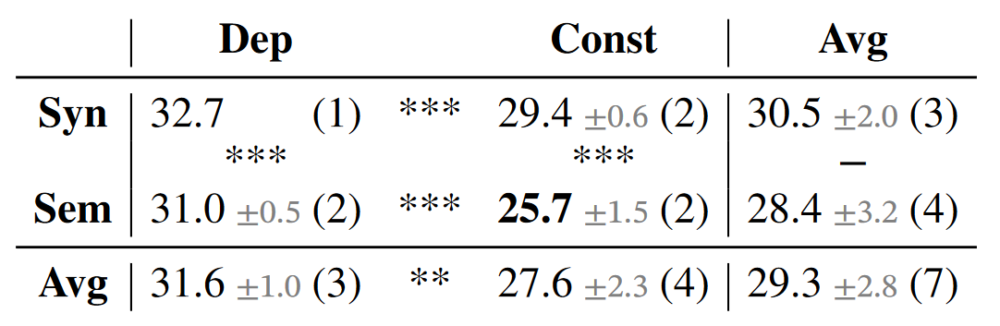 Dep Const Avg
Syn 32.7 (1) *** 29.4 ±0.6 (2) 30.5 ±2.0 (3)
*** *** –
Sem 31.0 ±0.5 (2) *** 25.7 ±1.5 (2) 28.4 ±3.2 (4)
Avg 31.6 ±1.0 (3) ** 27.6 ±2.3 (4) 29.3 ±2.8 (7)